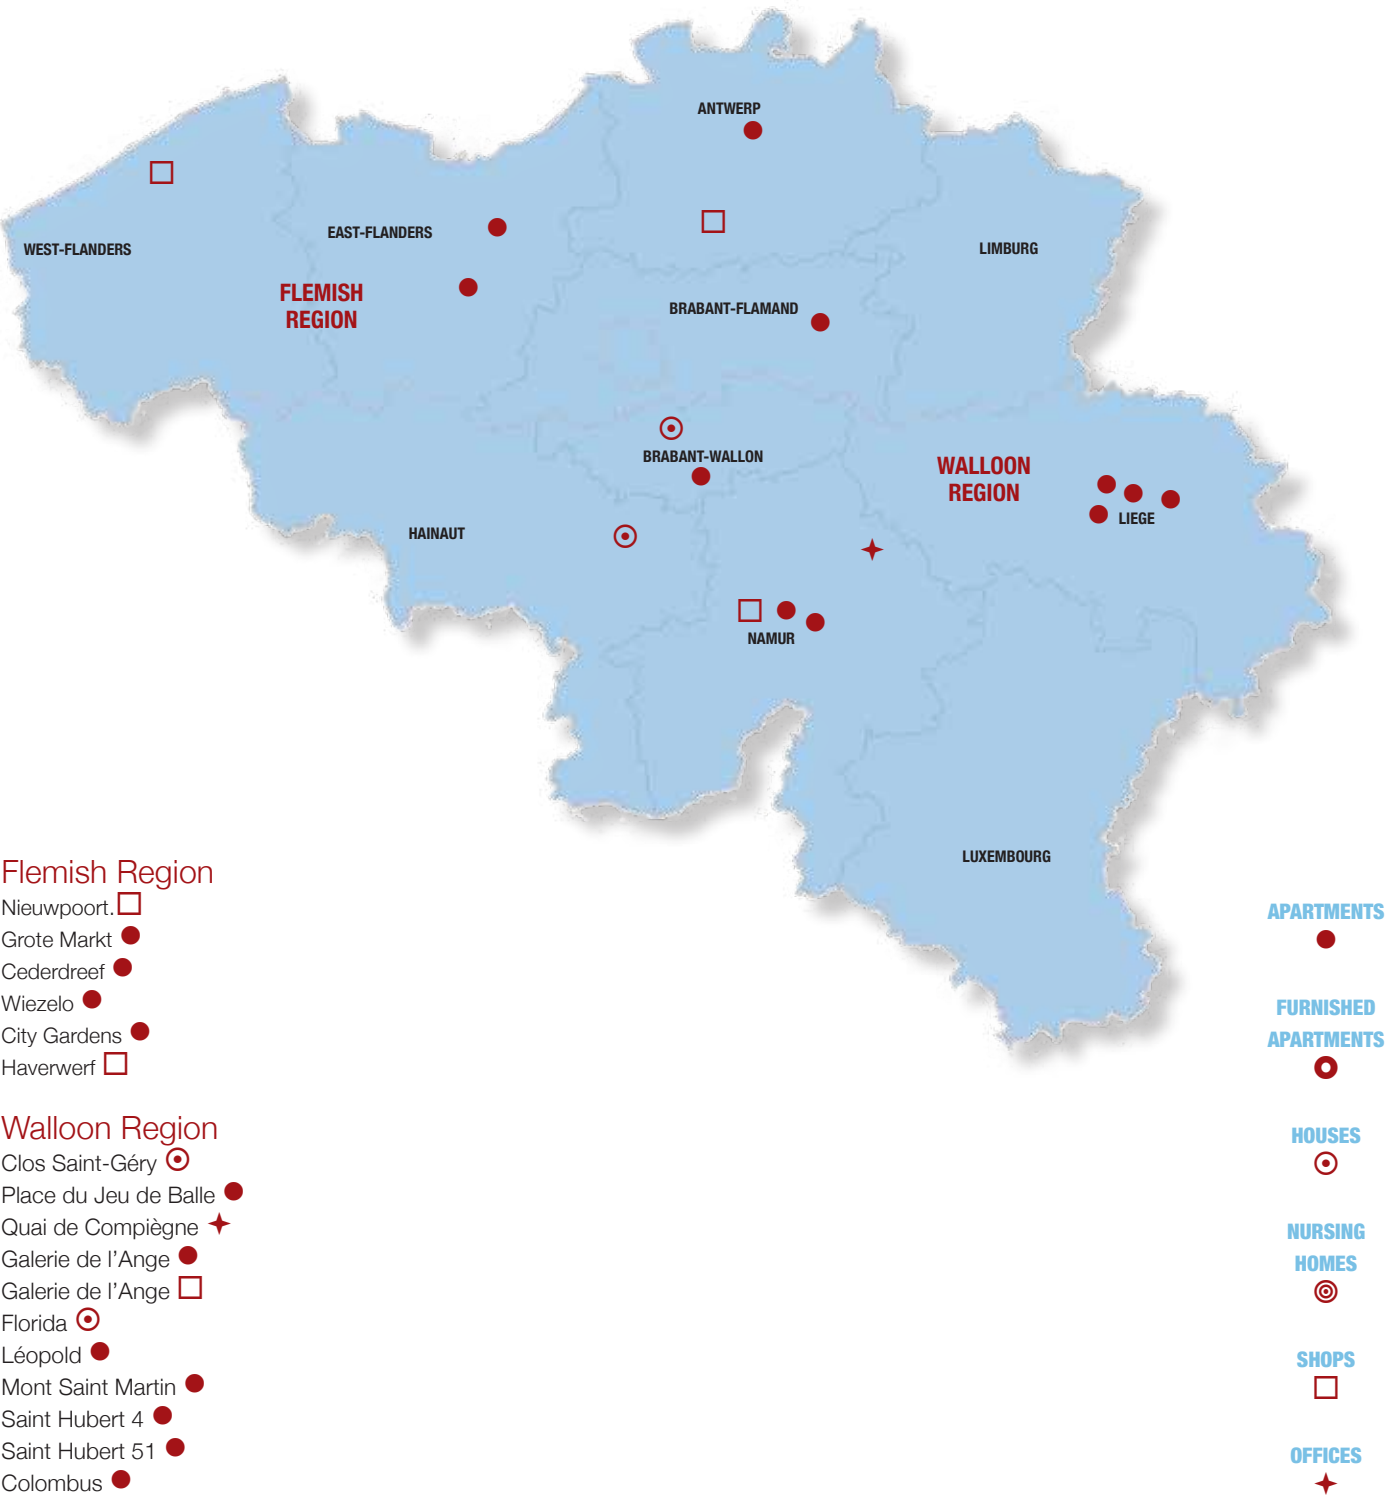 ANTWERP
EAST-FLANDERS
WEST-FLANDERS
LIMBURG
FLEMISH
REGION
BRABANT-FLAMAND
BRABANT-WALLON
WALLOON
REGION
LIEGE
HAINAUT
NAMUR
LUXEMBOURG
Flemish Region
Nieuwpoort.
Grote Markt
Cederdreef
Wiezelo
City Gardens
Haverwerf
Walloon Region
Clos Saint-Géry
Place du Jeu de Balle
Quai de Compiègne
Galerie de l'Ange
Galerie de l'Ange
Florida
Léopold
Mont Saint Martin
Saint Hubert 4
Saint Hubert 51
Colombus
APARTMENTS
FURNISHED
APARTMENTS
HOUSES
NURSING
HOMES
SHOPS
OFFICES